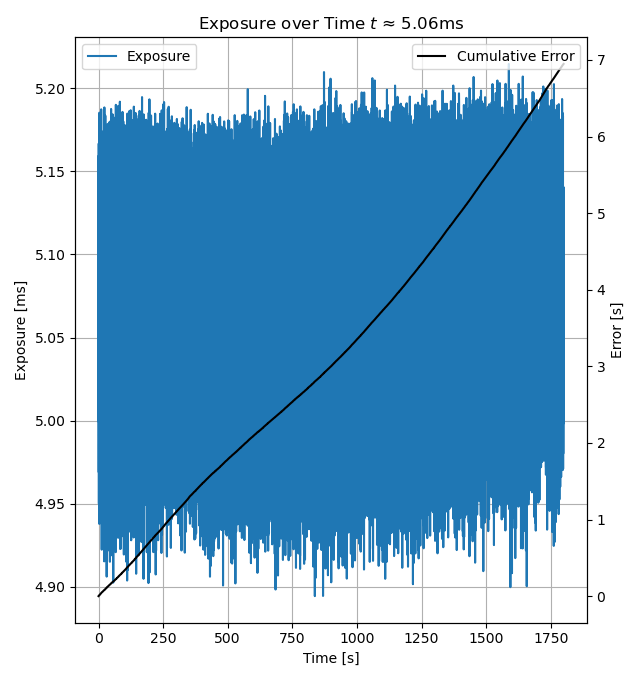 Exposure over Time t ≈ 5.06ms
Exposure
Cumulative Error
5.20
5.15
5.10
5.05
5.00
4.95
4.90
Exposure [ms]
7
6
5
4
3
2
1
0
Error [s]
0 250 500 750 1000 1250 1500 1750
Time [s]